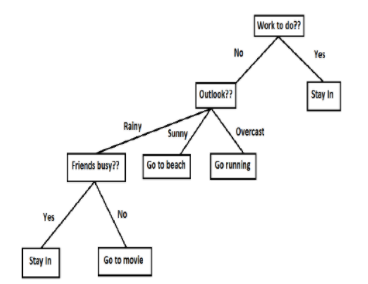 Work to do??
No
Yes
Outlook??
Stay In
Rainy
Sunny
Overcast
Friends busy??
Go to beach
Go running
Yes
No
Stay In
Go to movie